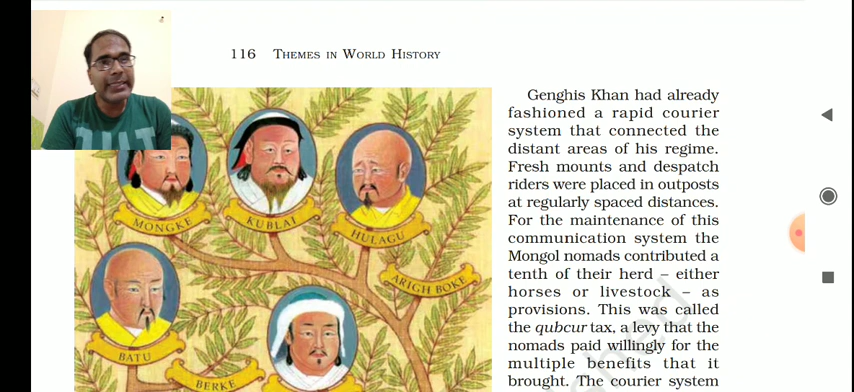 116 THEMES IN WORLD HISTORY
MONGKE
KUBLAI
HULAGU
ARIGH BOKE
BATU
BERKE
Genghis Khan had already
fashioned a rapid courier
system that connected the
distant areas of his regime.
Fresh mounts and despatch
riders were placed in outposts
at regularly spaced distances.
For the maintenance of this
communication system the
Mongol nomads contributed a
tenth of their herd – either
horses or livestock – as
provisions. This was called
the qubcur tax, a levy that the
nomads paid willingly for the
multiple benefits that it
brought. The courier system